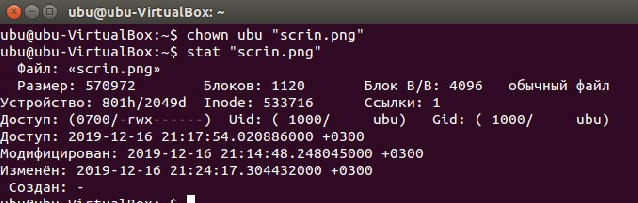 ubu@ubu-VirtualBox: ~
ubu@ubu-VirtualBox:~$ chown ubu "scrin.png"
ubu@ubu-VirtualBox:~$ stat "scrin.png"
Файл: «scrin.png»
Размер: 570972 Блоков: 1120 Блок В/В: 4096 обычный файл
Устройство: 801h/2049d Inode: 533716 Ссылки: 1
Доступ: (0700/-rwx------) Uid: ( 1000/ ubu) Gid: ( 1000/ ubu)
Доступ: 2019-12-16 21:17:54.020886000 +0300
Модифицирован: 2019-12-16 21:14:48.248045000 +0300
Изменён: 2019-12-16 21:24:17.304432000 +0300
Создан: -
ubu@ubu-VirtualBox:~$